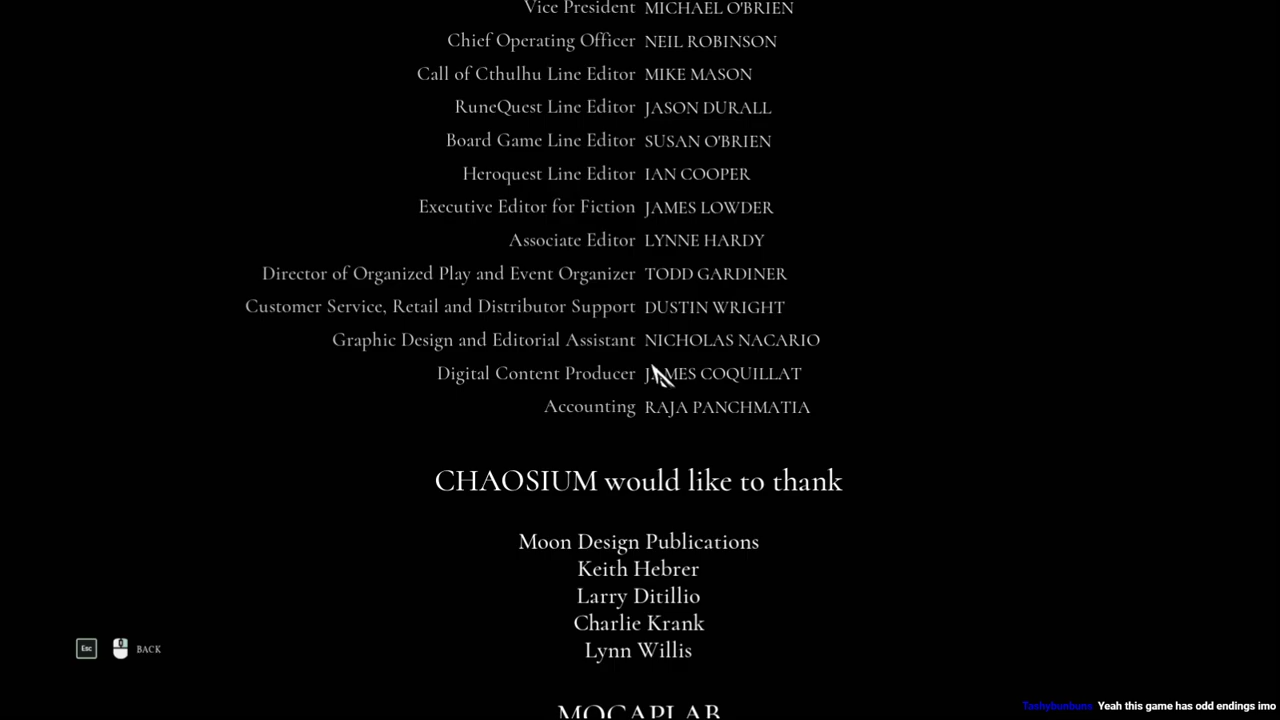 Vice President MICHAEL O'BRIEN
Chief Operating Officer NEIL ROBINSON
Call of Cthulhu Line Editor MIKE MASON
RuneQuest Line Editor JASON DURALL
Board Game Line Editor SUSAN O'BRIEN
Heroquest Line Editor IAN COOPER
Executive Editor for Fiction JAMES LOWDER
Associate Editor LYNNE HARDY
Director of Organized Play and Event Organizer TODD GARDINER
Customer Service, Retail and Distributor Support DUSTIN WRIGHT
Graphic Design and Editorial Assistant NICHOLAS NACARIO
Digital Content Producer JAMES COQUILLAT
Accounting RAJA PANCHMATIA
CHAOSIUM would like to thank
Moon Design Publications
Keith Hebrer
Larry Ditillio
Charlie Krank
Lynn Willis
Esc BACK
MOCAPLAB
Tashybunbuns Yeah this game has odd endings imo